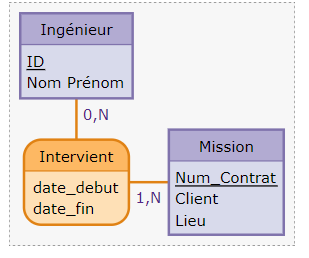 Ingénieur
ID
Nom Prénom
0,N
Intervient
date_debut
date_fin
1,N
Mission
Num_Contrat
Client
Lieu